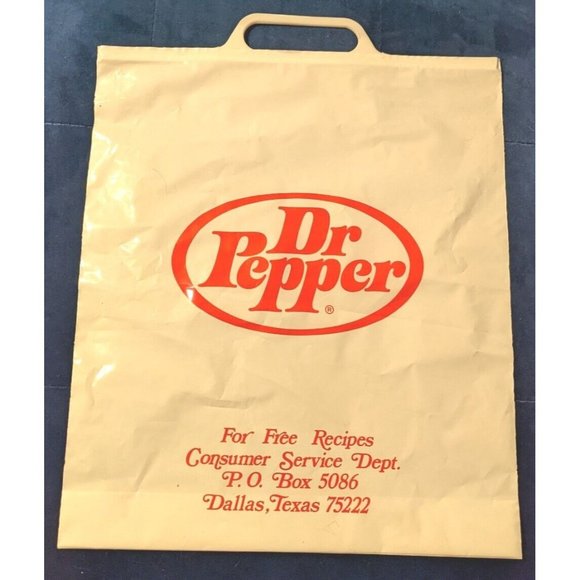 Dr
Pepper
®
For Free Recipes
Consumer Service Dept.
P. O. Box 5086
Dallas, Texas 75222